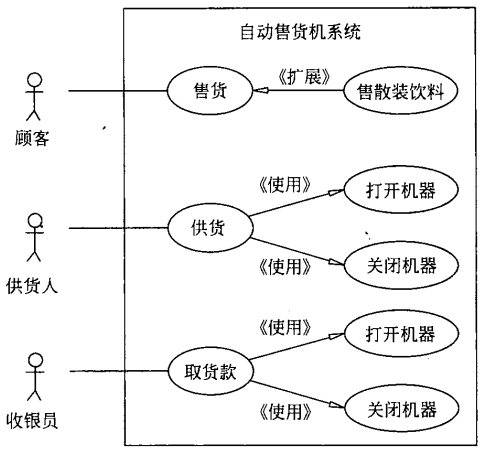 自动售货机系统
售货
《扩展》
售散装饮料
顾客
《使用》
打开机器
供货
《使用》
关闭机器
供货人
《使用》
打开机器
取货款
《使用》
关闭机器
收银员